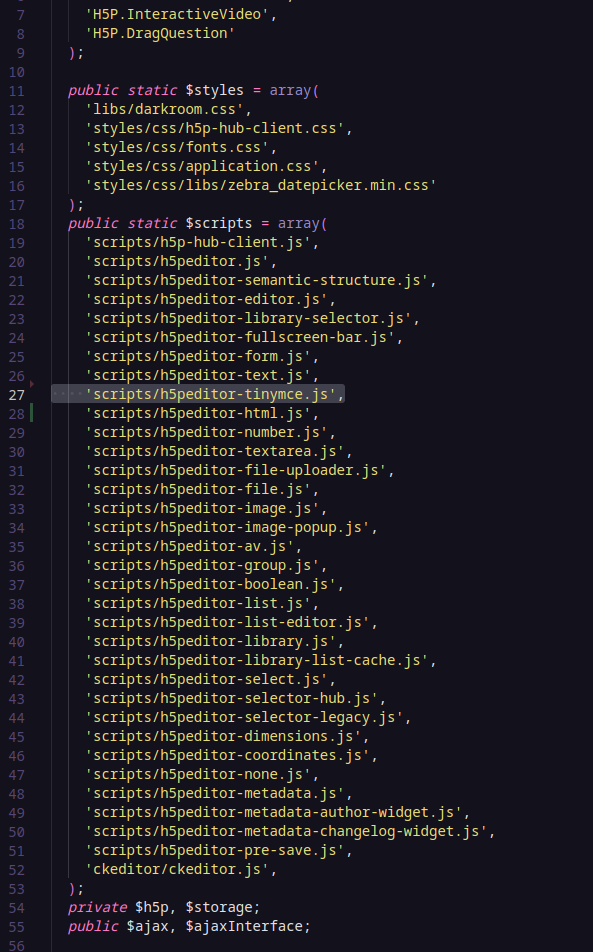 7 'H5P.InteractiveVideo',
8 'H5P.DragQuestion'
9 );
10
11 public static $styles = array(
12 'libs/darkroom.css',
13 'styles/css/h5p-hub-client.css',
14 'styles/css/fonts.css',
15 'styles/css/application.css',
16 'styles/css/libs/zebra_datepicker.min.css'
17 );
18 public static $scripts = array(
19 'scripts/h5p-hub-client.js',
20 'scripts/h5peditor.js',
21 'scripts/h5peditor-semantic-structure.js',
22 'scripts/h5peditor-editor.js',
23 'scripts/h5peditor-library-selector.js',
24 'scripts/h5peditor-fullscreen-bar.js',
25 'scripts/h5peditor-form.js',
26 'scripts/h5peditor-text.js',
27 ····'scripts/h5peditor-tinymce.js',
28 'scripts/h5peditor-html.js',
29 'scripts/h5peditor-number.js',
30 'scripts/h5peditor-textarea.js',
31 'scripts/h5peditor-file-uploader.js',
32 'scripts/h5peditor-file.js',
33 'scripts/h5peditor-image.js',
34 'scripts/h5peditor-image-popup.js',
35 'scripts/h5peditor-av.js',
36 'scripts/h5peditor-group.js',
37 'scripts/h5peditor-boolean.js',
38 'scripts/h5peditor-list.js',
39 'scripts/h5peditor-list-editor.js',
40 'scripts/h5peditor-library.js',
41 'scripts/h5peditor-library-list-cache.js',
42 'scripts/h5peditor-select.js',
43 'scripts/h5peditor-selector-hub.js',
44 'scripts/h5peditor-selector-legacy.js',
45 'scripts/h5peditor-dimensions.js',
46 'scripts/h5peditor-coordinates.js',
47 'scripts/h5peditor-none.js',
48 'scripts/h5peditor-metadata.js',
49 'scripts/h5peditor-metadata-author-widget.js',
50 'scripts/h5peditor-metadata-changelog-widget.js',
51 'scripts/h5peditor-pre-save.js',
52 'ckeditor/ckeditor.js',
53 );
54 private $h5p, $storage;
55 public $ajax, $ajaxInterface;
56